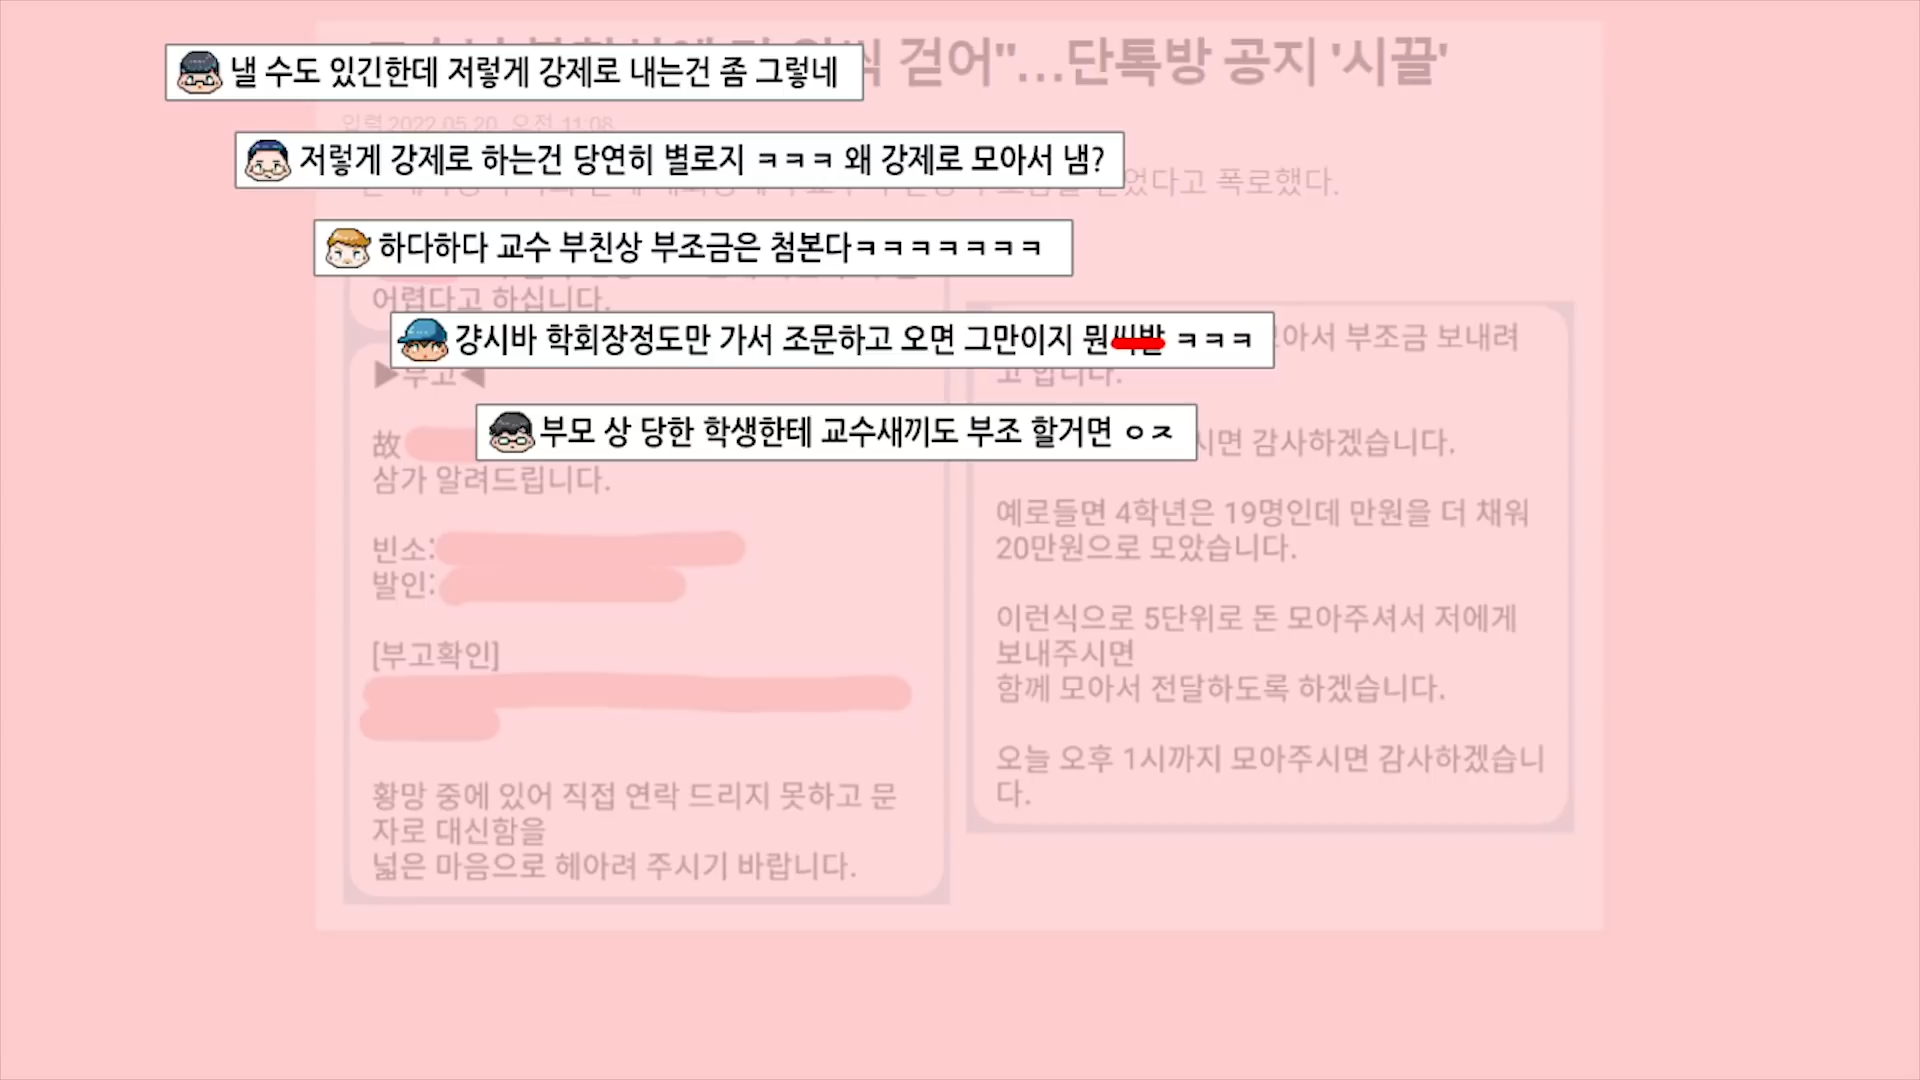 낼 수도 있긴한데 저렇게 강제로 내는건 좀 그렇네
걷어"...단톡방 공지 '시끌'
입력 2022.05.20. 오전 11:08
저렇게 강제로 하는건 당연히 별로지 ㅋㅋㅋ 왜 강제로 모아서 냄?
었다고 폭로했다.
하다하다 교수 부친상 부조금은 첨본다ㅋㅋㅋㅋㅋㅋㅋ
어렵다고 하십니다.
걍시바 학회장정도만 가서 조문하고 오면 그만이지 뭔씨발 ㅋㅋㅋ
▶부고◀
부모 상 당한 학생한테 교수새끼도 부조 할거면 ㅇㅈ
故
삼가 알려드립니다.
빈소:
발인:
[부고확인]
황망 중에 있어 직접 연락 드리지 못하고 문
자로 대신함을
넓은 마음으로 헤아려 주시기 바랍니다.
모아서 부조금 보내려
고 합니다.
시면 감사하겠습니다.
예로들면 4학년은 19명인데 만원을 더 채워
20만원으로 모았습니다.
이런식으로 5단위로 돈 모아주셔서 저에게
보내주시면
함께 모아서 전달하도록 하겠습니다.
오늘 오후 1시까지 모아주시면 감사하겠습니
다.